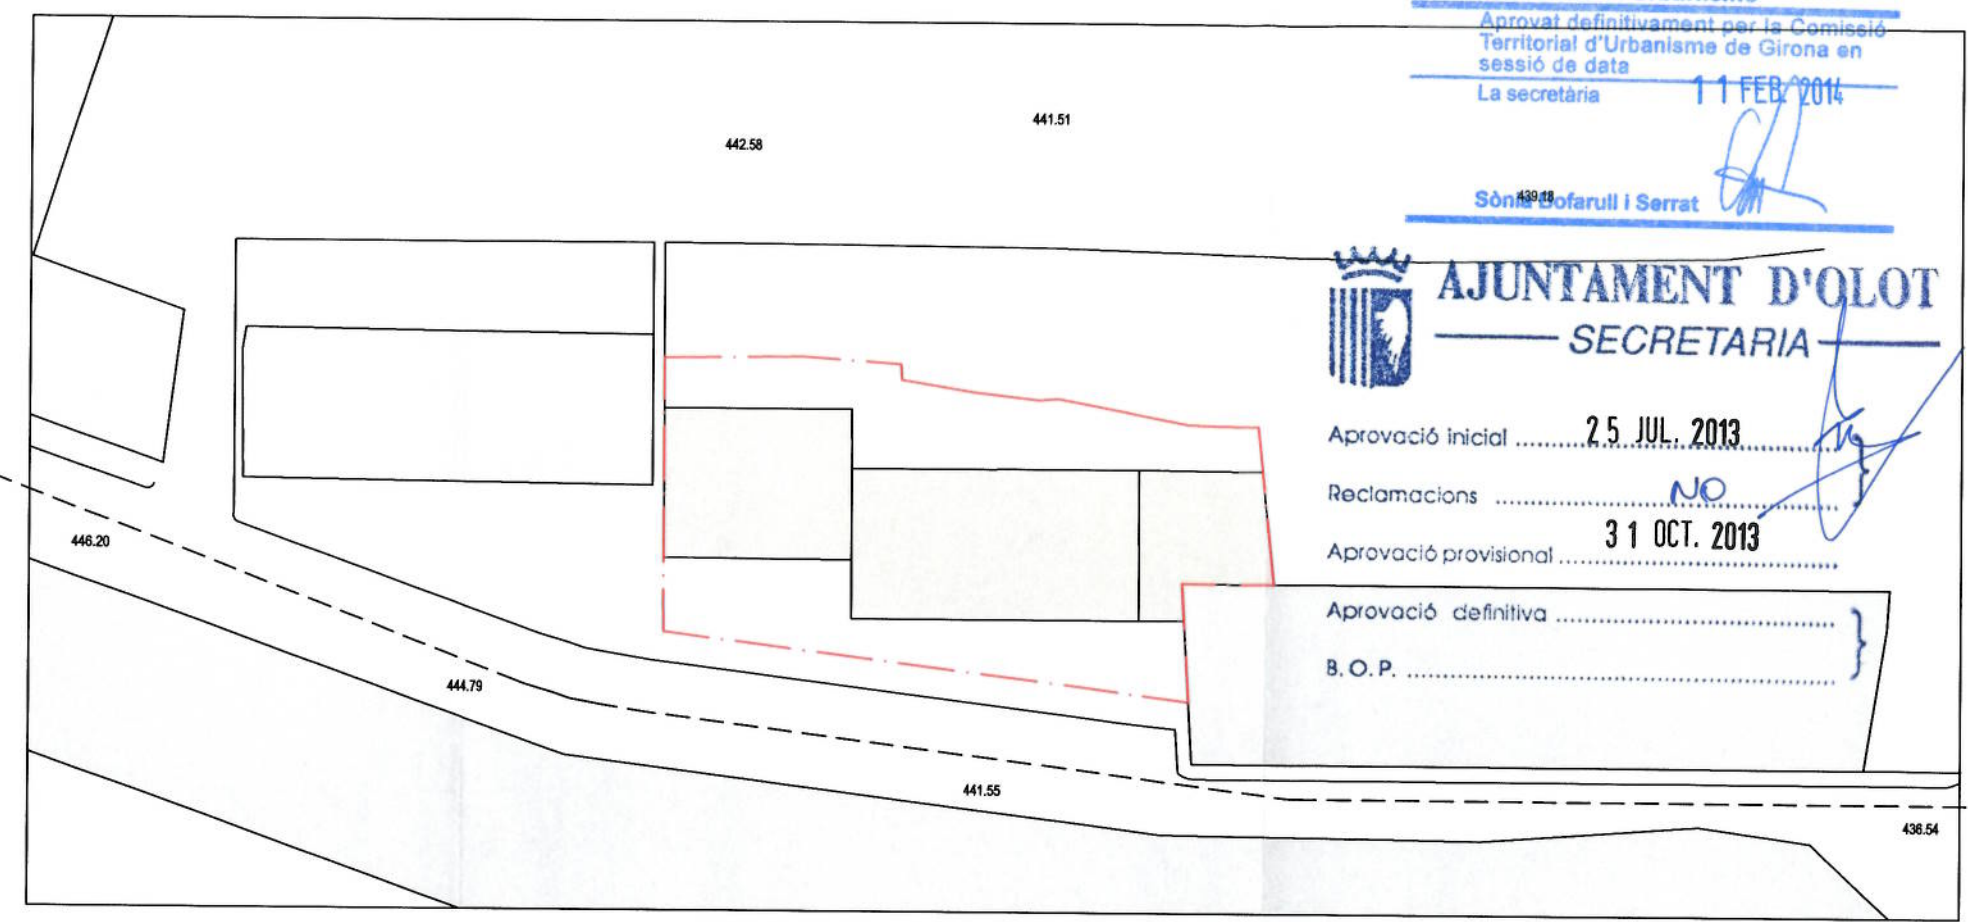 Aprovat definitivament per la Comissió
Territorial d'Urbanisme de Girona en
sessió de data
11 FEB. 2014
La secretària
441.51
442.58
439.18
Sònia Bofarull i Serrat
AJUNTAMENT D'OLOT
SECRETARIA
Aprovació inicial 25 JUL. 2013
Reclamacions NO
31 OCT. 2013
Aprovació provisional
446.20
Aprovació definitiva
B.O.P.
444.79
441.55
436.54